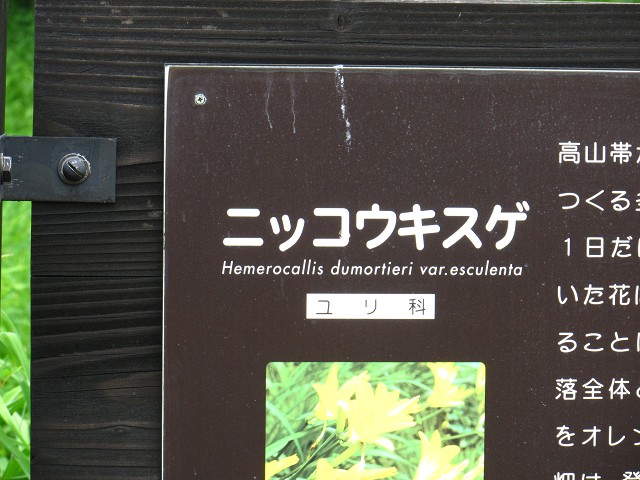 ニッコウキスゲ
Hemerocallis dumortieri var.esculenta
ユリ科
高山帯
つくる
1日だ
いた花
ること
落全体
をオレン